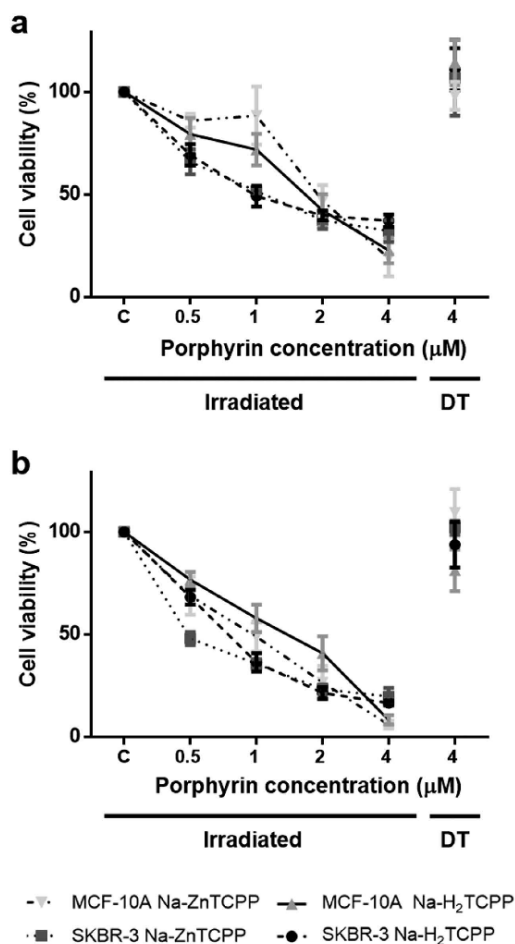 a
Cell viability (%)
100
50
0
C 0.5 1 2 4 4
Porphyrin concentration (μM)
Irradiated DT
b
Cell viability (%)
100
50
0
C 0.5 1 2 4 4
Porphyrin concentration (μM)
Irradiated DT
MCF-10A Na-ZnTCPP MCF-10A Na-H₂TCPP
SKBR-3 Na-ZnTCPP SKBR-3 Na-H₂TCPP